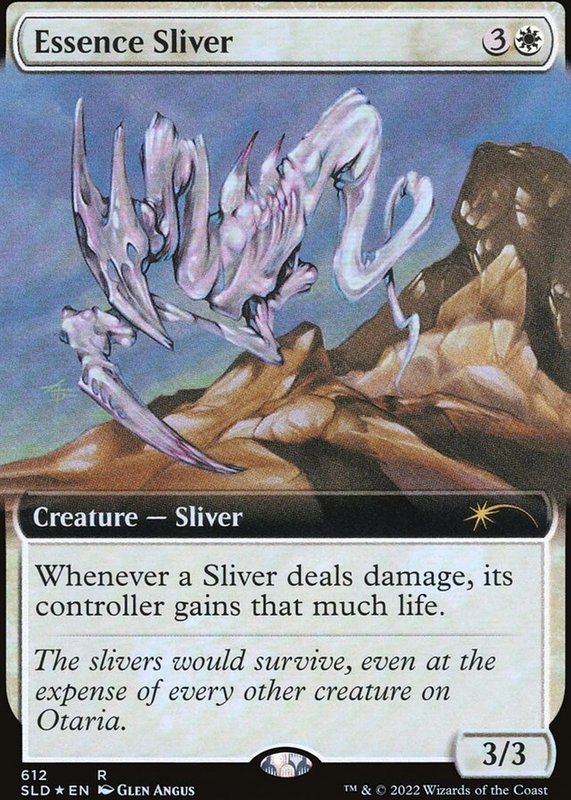 Essence Sliver 3
Creature — Sliver
Whenever a Sliver deals damage, its
controller gains that much life.
The slivers would survive, even at the
expense of every other creature on
Otaria.
3/3
612 R
SLD ★ EN Glen Angus
™ & © 2022 Wizards of the Coast